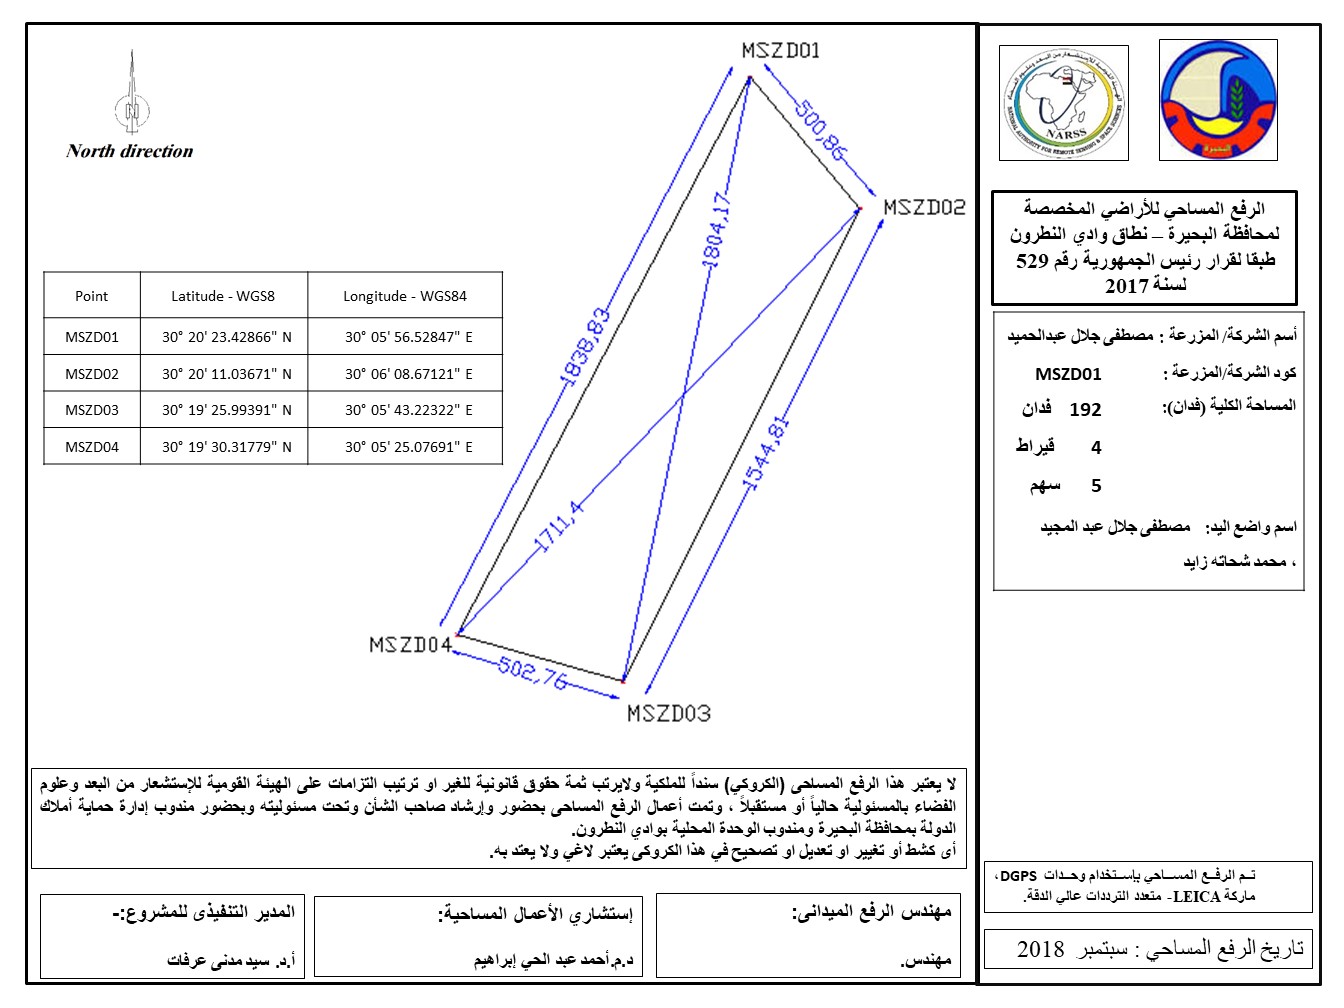 North direction
MSZD01
500,86
MSZD02
1804,17
1838,83
1544,81
1711,4
MSZD04
502,76
MSZD03
Point Latitude - WGS8 Longitude - WGS84
MSZD01 30° 20' 23.42866" N 30° 05' 56.52847" E
MSZD02 30° 20' 11.03671" N 30° 06' 08.67121" E
MSZD03 30° 19' 25.99391" N 30° 05' 43.22322" E
MSZD04 30° 19' 30.31779" N 30° 05' 25.07691" E
NARSS
NATIONAL AUTHORITY FOR REMOTE SENSING & SPACE SCIENCES
البحيرة
الرفع المساحي للأراضي المخصصة
لمحافظة البحيرة – نطاق وادي النطرون
طبقا لقرار رئيس الجمهورية رقم 529
لسنة 2017
أسم الشركة/ المزرعة : مصطفى جلال عبدالحميد
كود الشركة/المزرعة : MSZD01
المساحة الكلية (فدان): 192 فدان
4 قيراط
5 سهم
اسم واضع اليد: مصطفى جلال عبد المجيد
، محمد شحاته زايد
لا يعتبر هذا الرفع المساحى (الكروكي) سنداً للملكية ولايرتب ثمة حقوق قانونية للغير او ترتيب التزامات على الهيئة القومية للإستشعار من البعد وعلوم
الفضاء بالمسئولية حالياً أو مستقبلاً ، وتمت أعمال الرفع المساحى بحضور وإرشاد صاحب الشأن وتحت مسئوليته وبحضور مندوب إدارة حماية أملاك
الدولة بمحافظة البحيرة ومندوب الوحدة المحلية بوادي النطرون.
أى كشط أو تغيير او تعديل او تصحيح في هذا الكروكى يعتبر لاغي ولا يعتد به.
تـم الرفـع المسـاحي بإسـتخدام وحـدات DGPS،
ماركة LEICA- متعدد الترددات عالي الدقة.
تاريخ الرفع المساحي : سبتمبر 2018
مهندس الرفع الميدانى:
مهندس.
إستشاري الأعمال المساحية:
د.م.أحمد عبد الحي إبراهيم
المدير التنفيذى للمشروع:-
أ.د. سيد مدنى عرفات